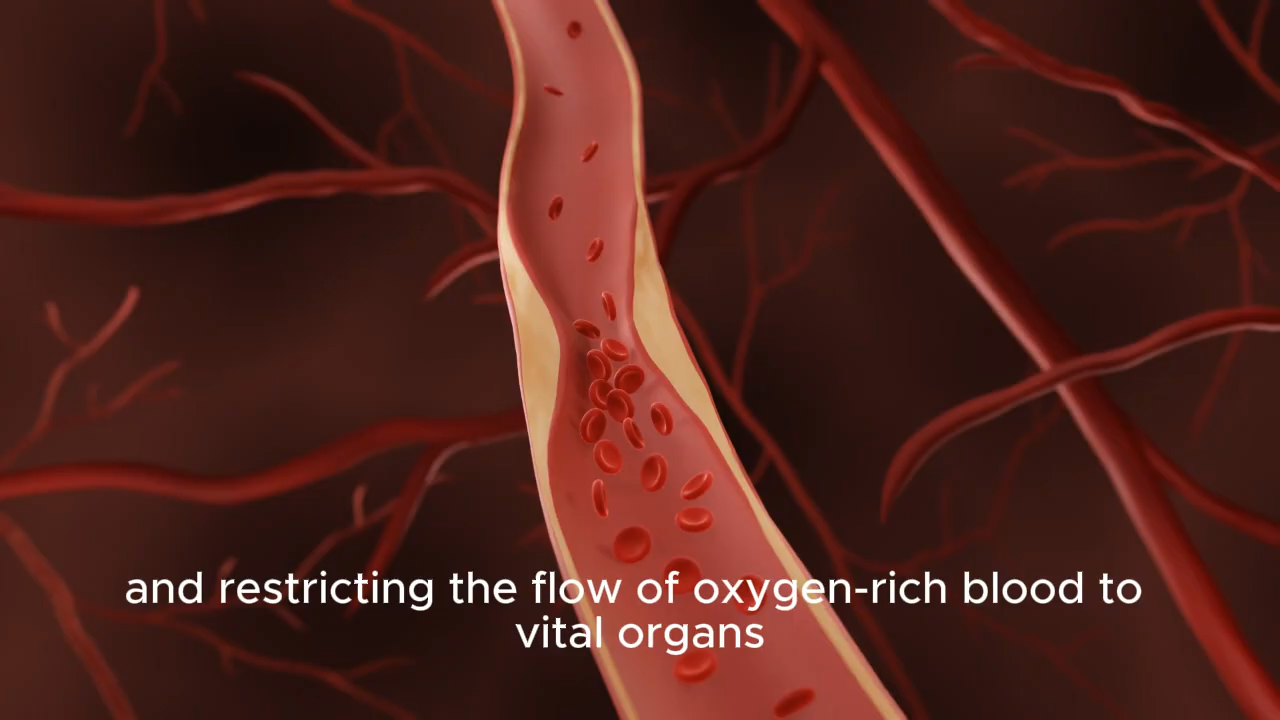 and restricting the flow of oxygen-rich blood to
vital organs